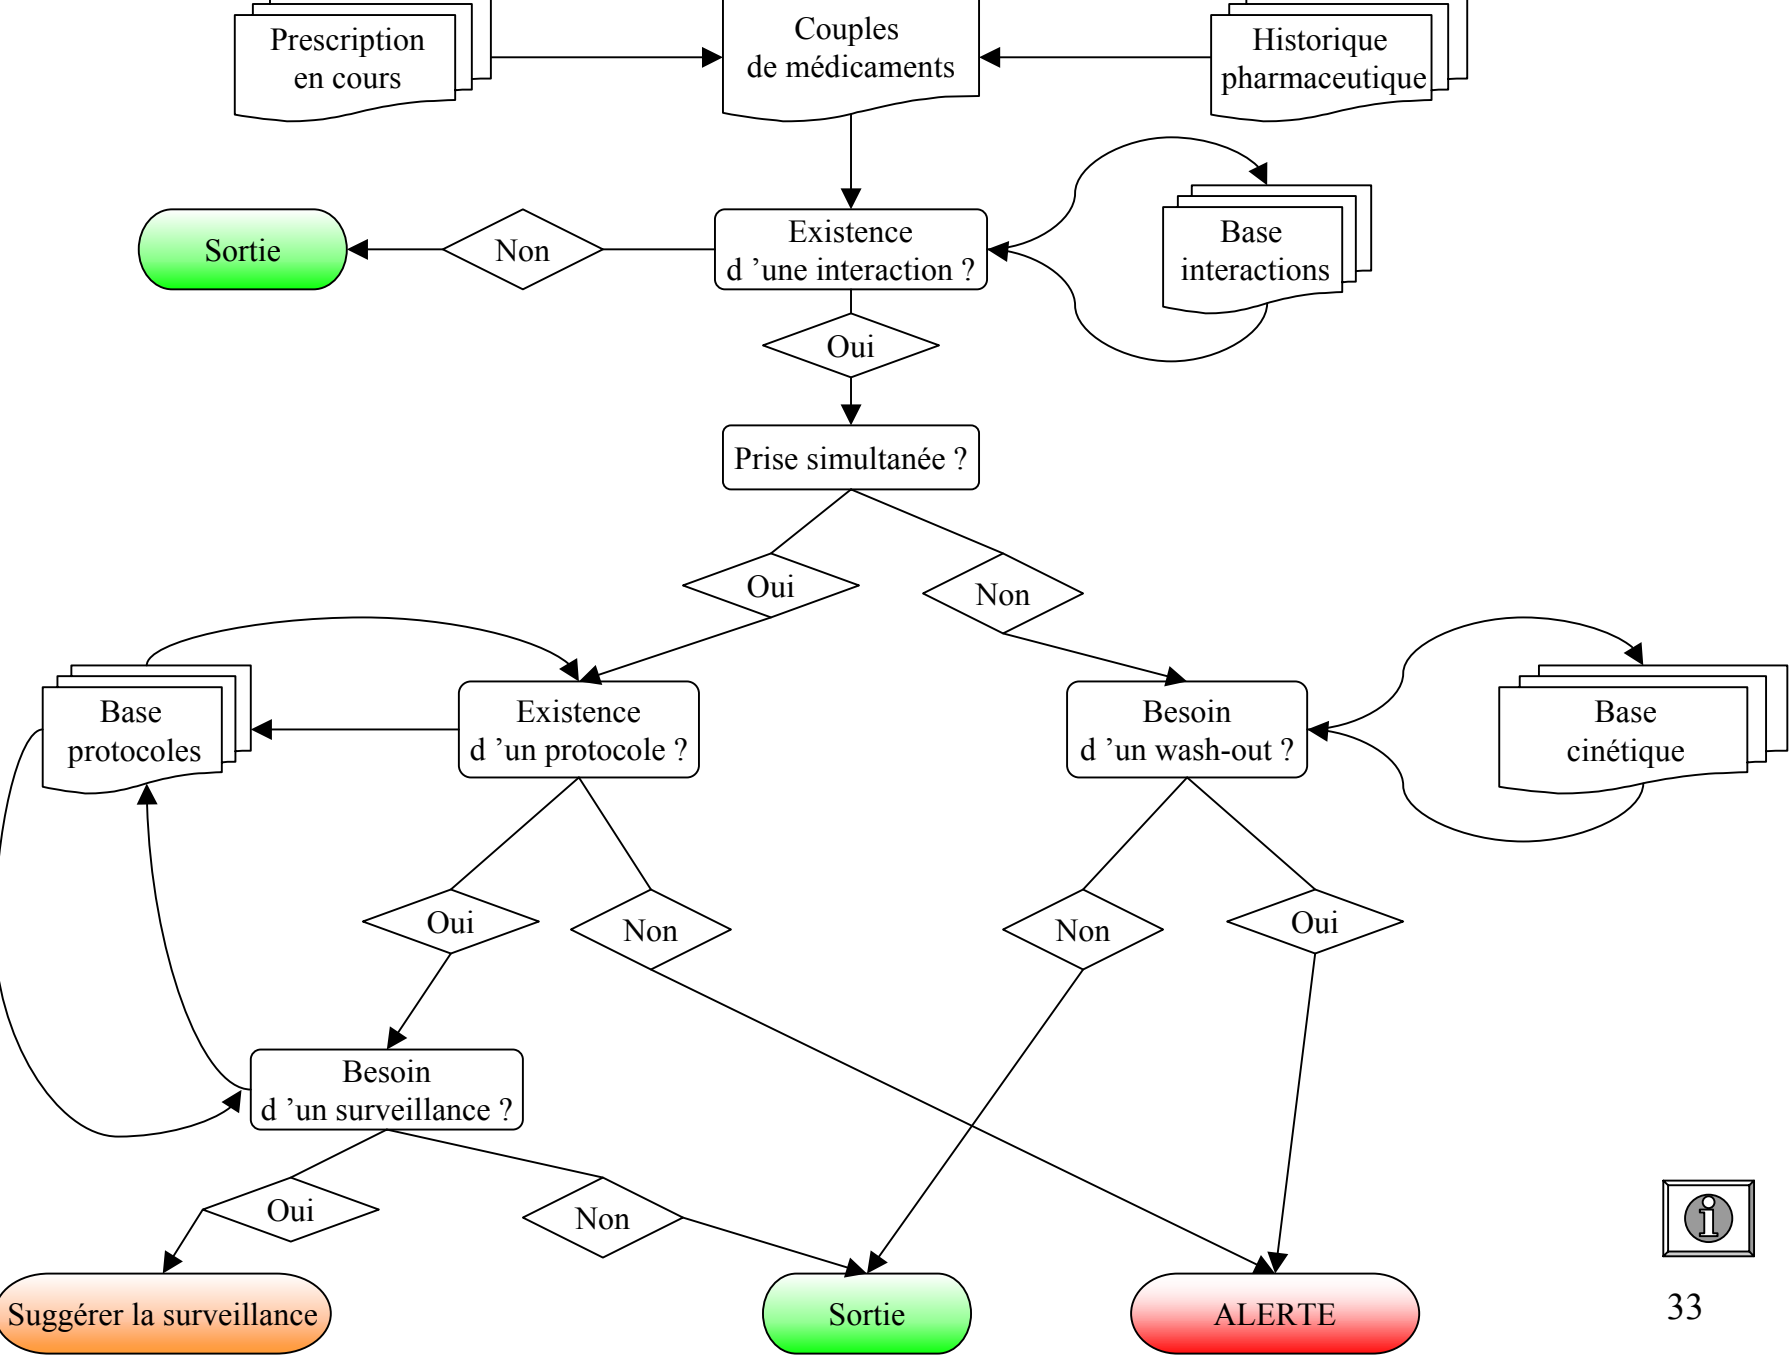 Prescription
en cours
Couples
de médicaments
Historique
pharmaceutique
Sortie
Non
Existence
d ’une interaction ?
Base
interactions
Oui
Prise simultanée ?
Oui
Non
Base
protocoles
Existence
d ’un protocole ?
Besoin
d ’un wash-out ?
Base
cinétique
Oui
Non
Non
Oui
Besoin
d ’un surveillance ?
Oui
Non
Suggérer la surveillance
Sortie
ALERTE
33